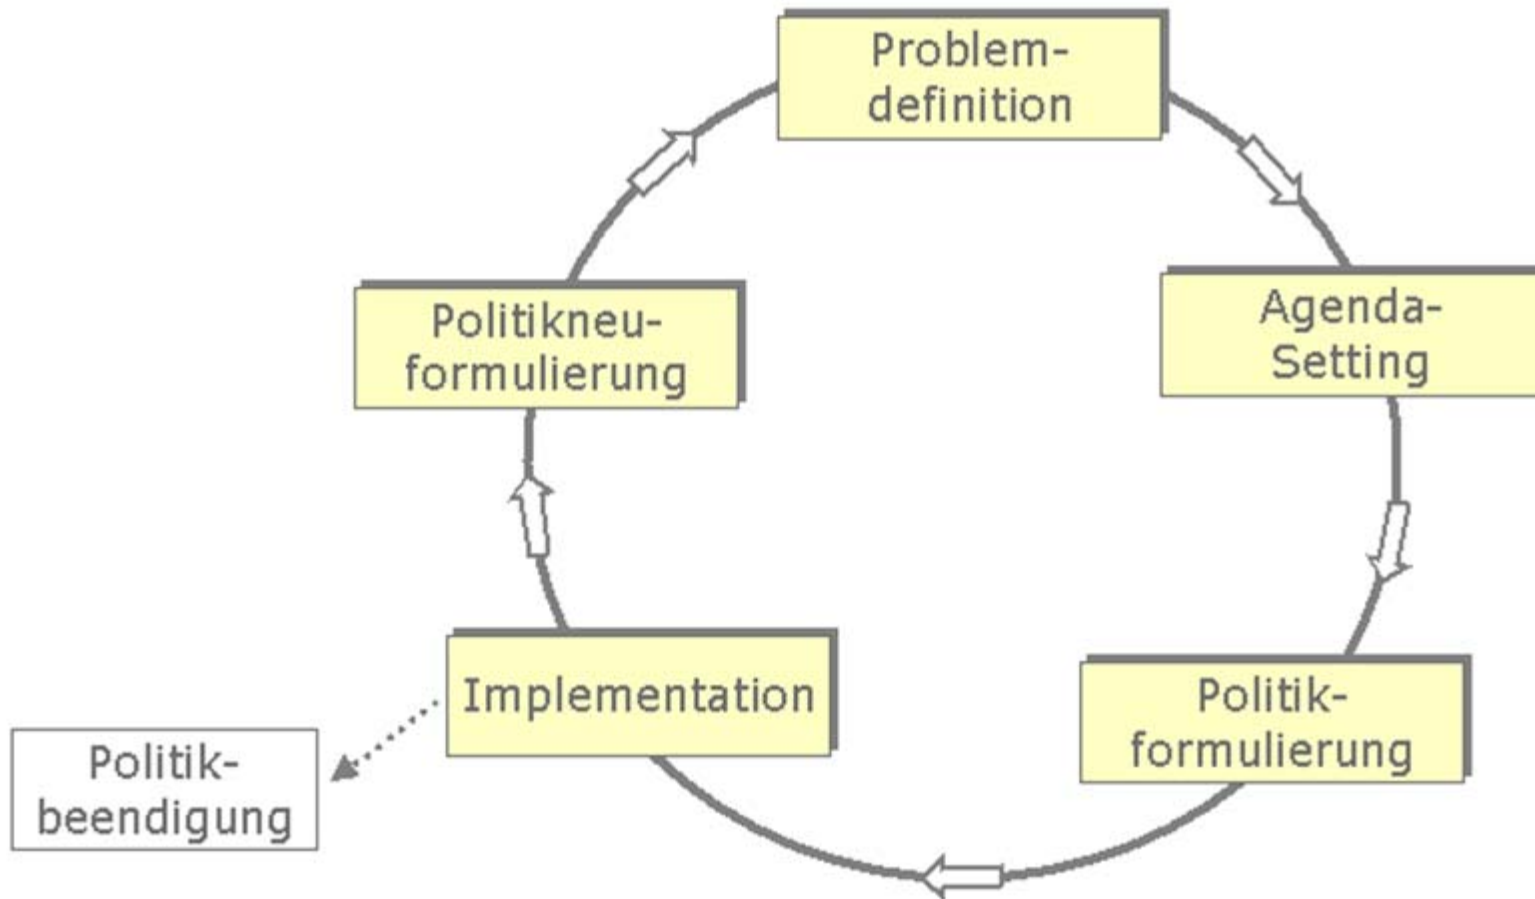 Problem-
definition
Agenda-
Setting
Politik-
formulierung
Implementation
Politik-
beendigung
Politikneu-
formulierung